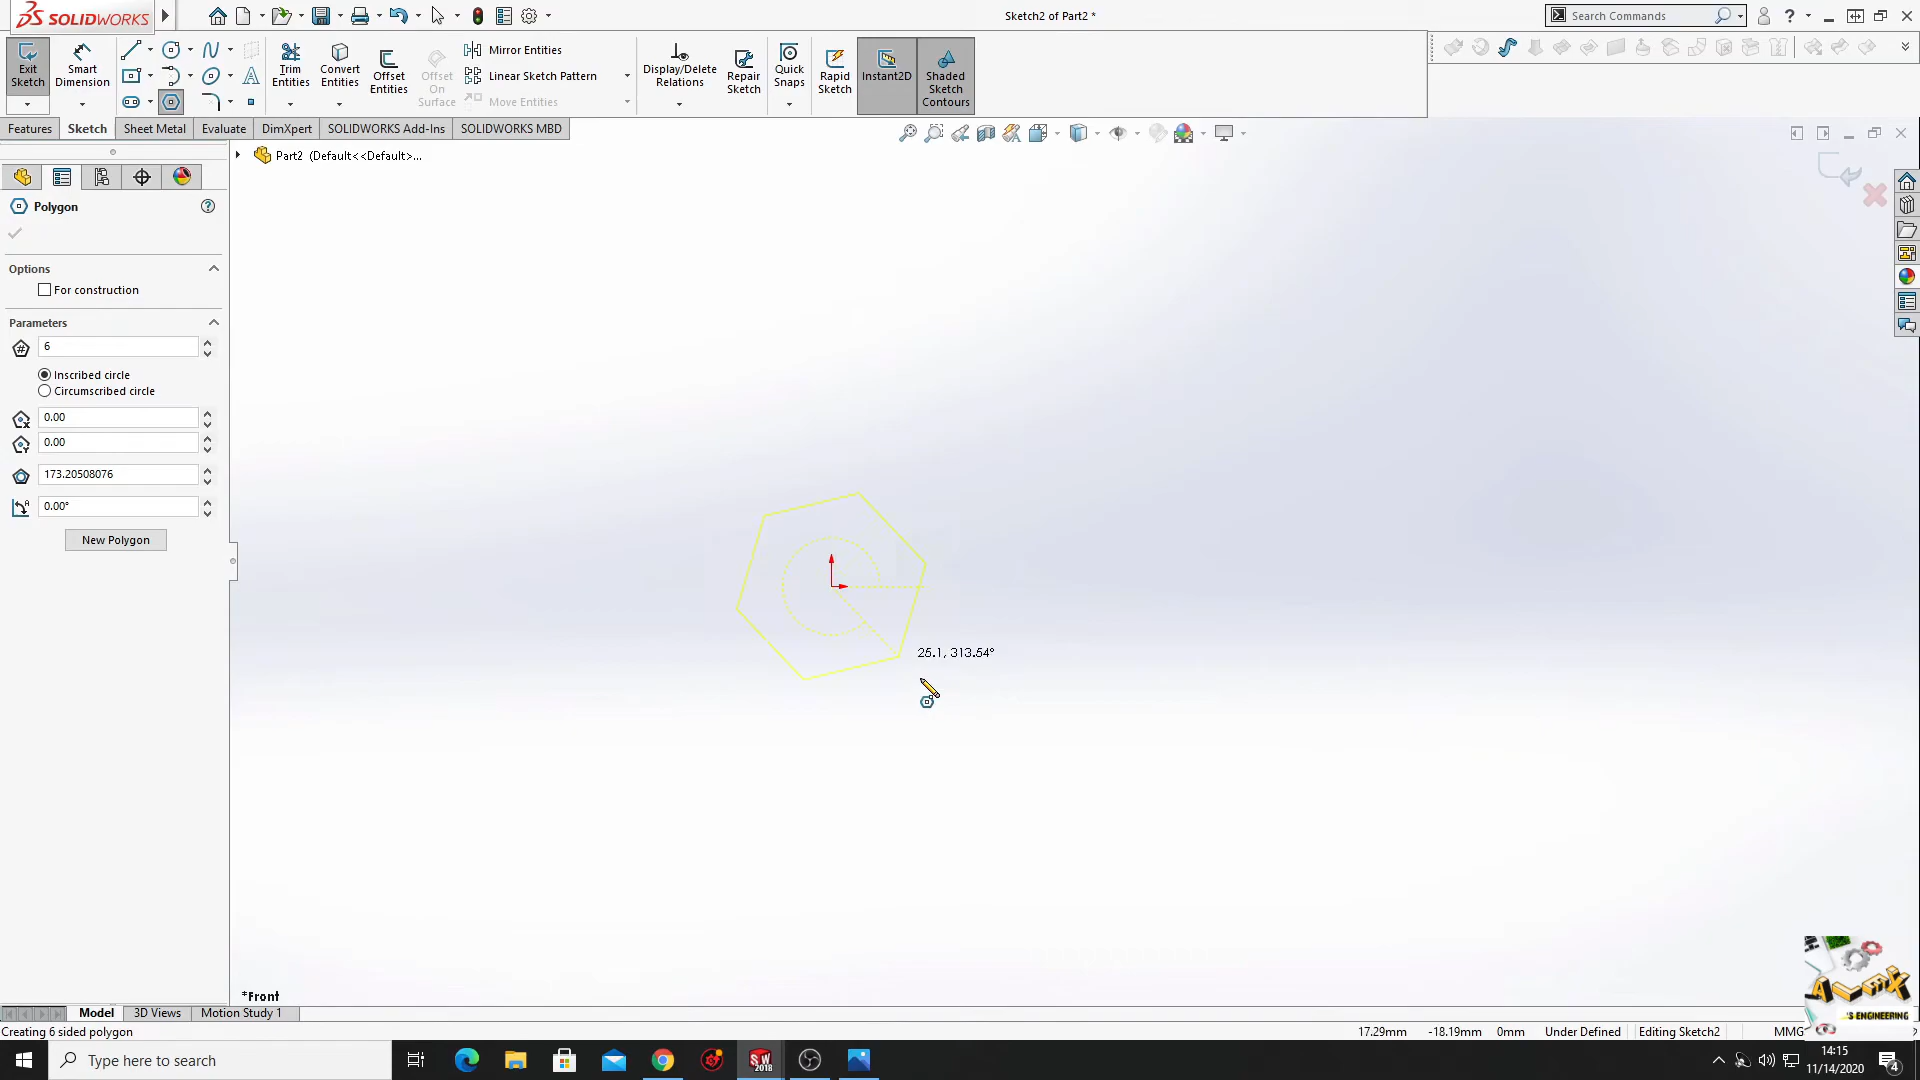 SOLIDWORKS
Sketch2 of Part2 *
Search Commands
Exit Sketch
Smart Dimension
Trim Entities
Convert Entities
Offset Entities
Offset On Surface
Mirror Entities
Linear Sketch Pattern
Move Entities
Display/Delete Relations
Repair Sketch
Quick Snaps
Rapid Sketch
Instant2D
Shaded Sketch Contours
Features
Sketch
Sheet Metal
Evaluate
DimXpert
SOLIDWORKS Add-Ins
SOLIDWORKS MBD
Part2 (Default<<Default>...
Polygon
Options
For construction
Parameters
6
Inscribed circle
Circumscribed circle
0.00
0.00
173.20508076
0.00°
New Polygon
25.1, 313.54°
*Front
'S ENGINEERING
Model
3D Views
Motion Study 1
Creating 6 sided polygon
17.29mm
-18.19mm
0mm
Under Defined
Editing Sketch2
MMG
Type here to search
SW 2018
14:15
11/14/2020
4